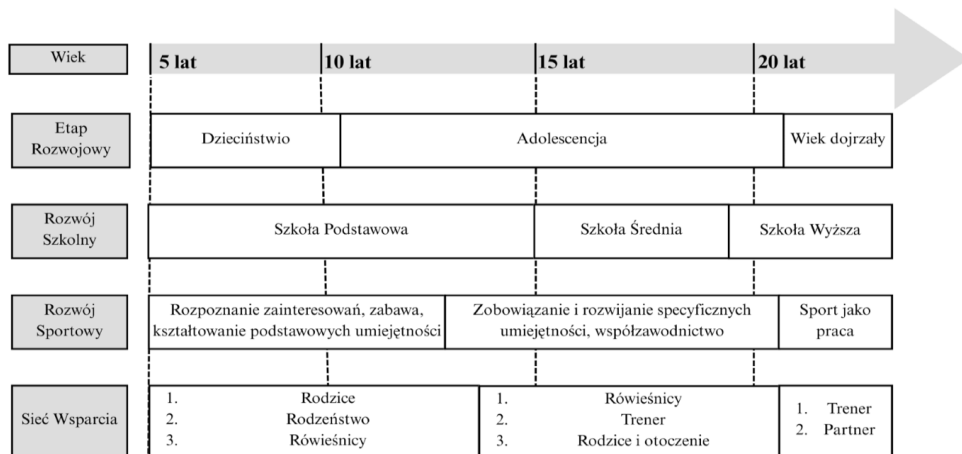 Wiek
5 lat
10 lat
15 lat
20 lat
Etap
Rozwojowy
Dzieciństwio
Adolescencja
Wiek dojrzały
Rozwój
Szkolny
Szkoła Podstawowa
Szkoła Średnia
Szkoła Wyższa
Rozwój
Sportowy
Rozpoznanie zainteresowań, zabawa,
kształtowanie podstawowych umiejętności
Zobowiązanie i rozwijanie specyficznych
umiejętności, współzawodnictwo
Sport jako
praca
Sieć Wsparcia
1. Rodzice
2. Rodzeństwo
3. Rówieśnicy
1. Rówieśnicy
2. Trener
3. Rodzice i otoczenie
1. Trener
2. Partner